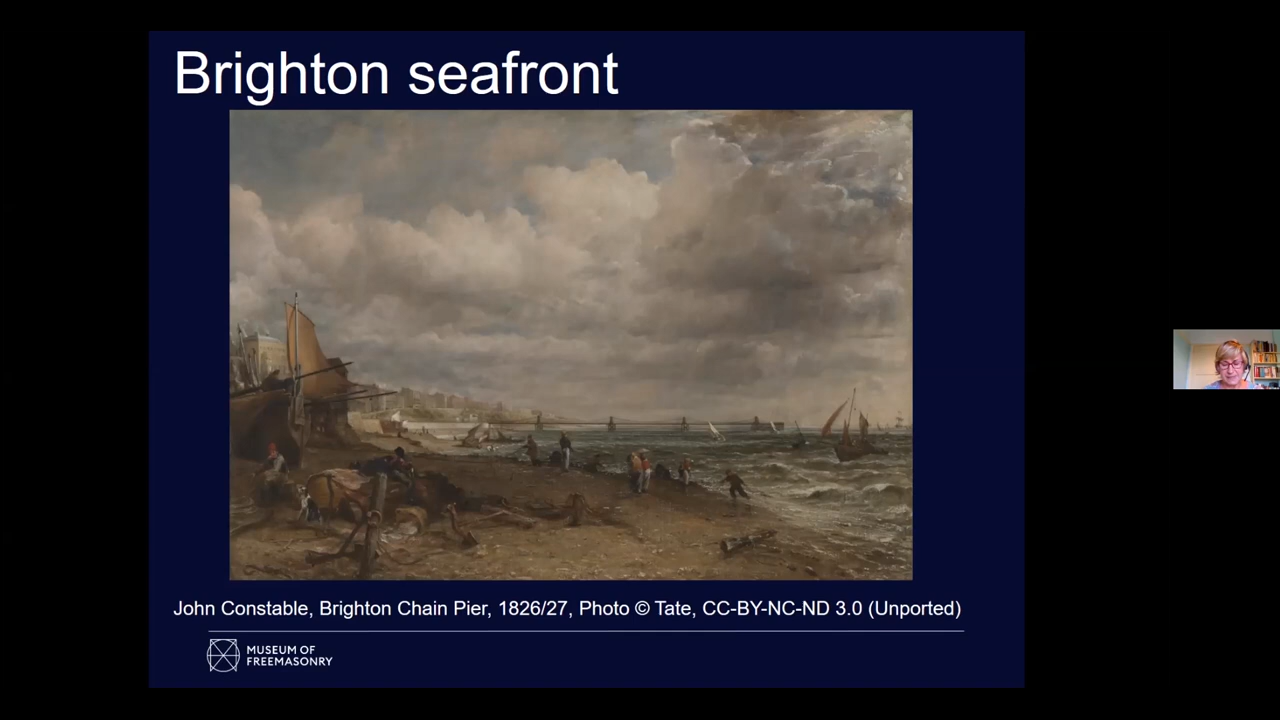 Brighton seafront
John Constable, Brighton Chain Pier, 1826/27, Photo © Tate, CC-BY-NC-ND 3.0 (Unported)
MUSEUM OF
FREEMASONRY